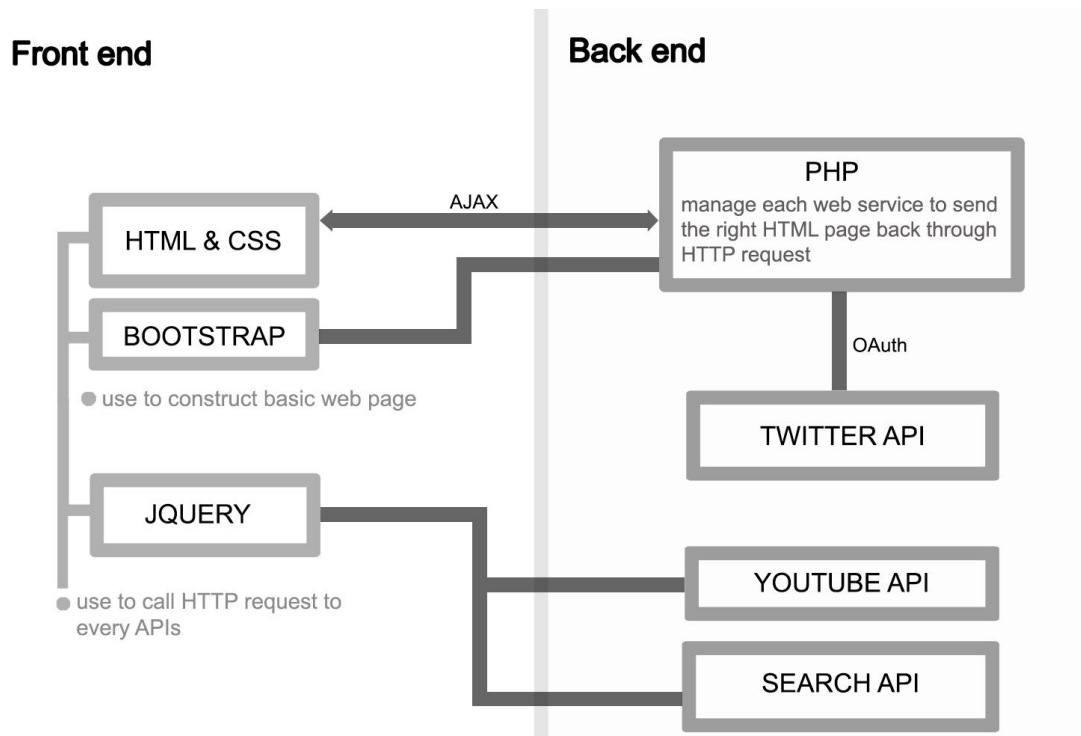 Front end
Back end
PHP
manage each web service to send
the right HTML page back through
HTTP request
AJAX
HTML & CSS
BOOTSTRAP
use to construct basic web page
OAuth
TWITTER API
JQUERY
YOUTUBE API
use to call HTTP request to
every APIs
SEARCH API